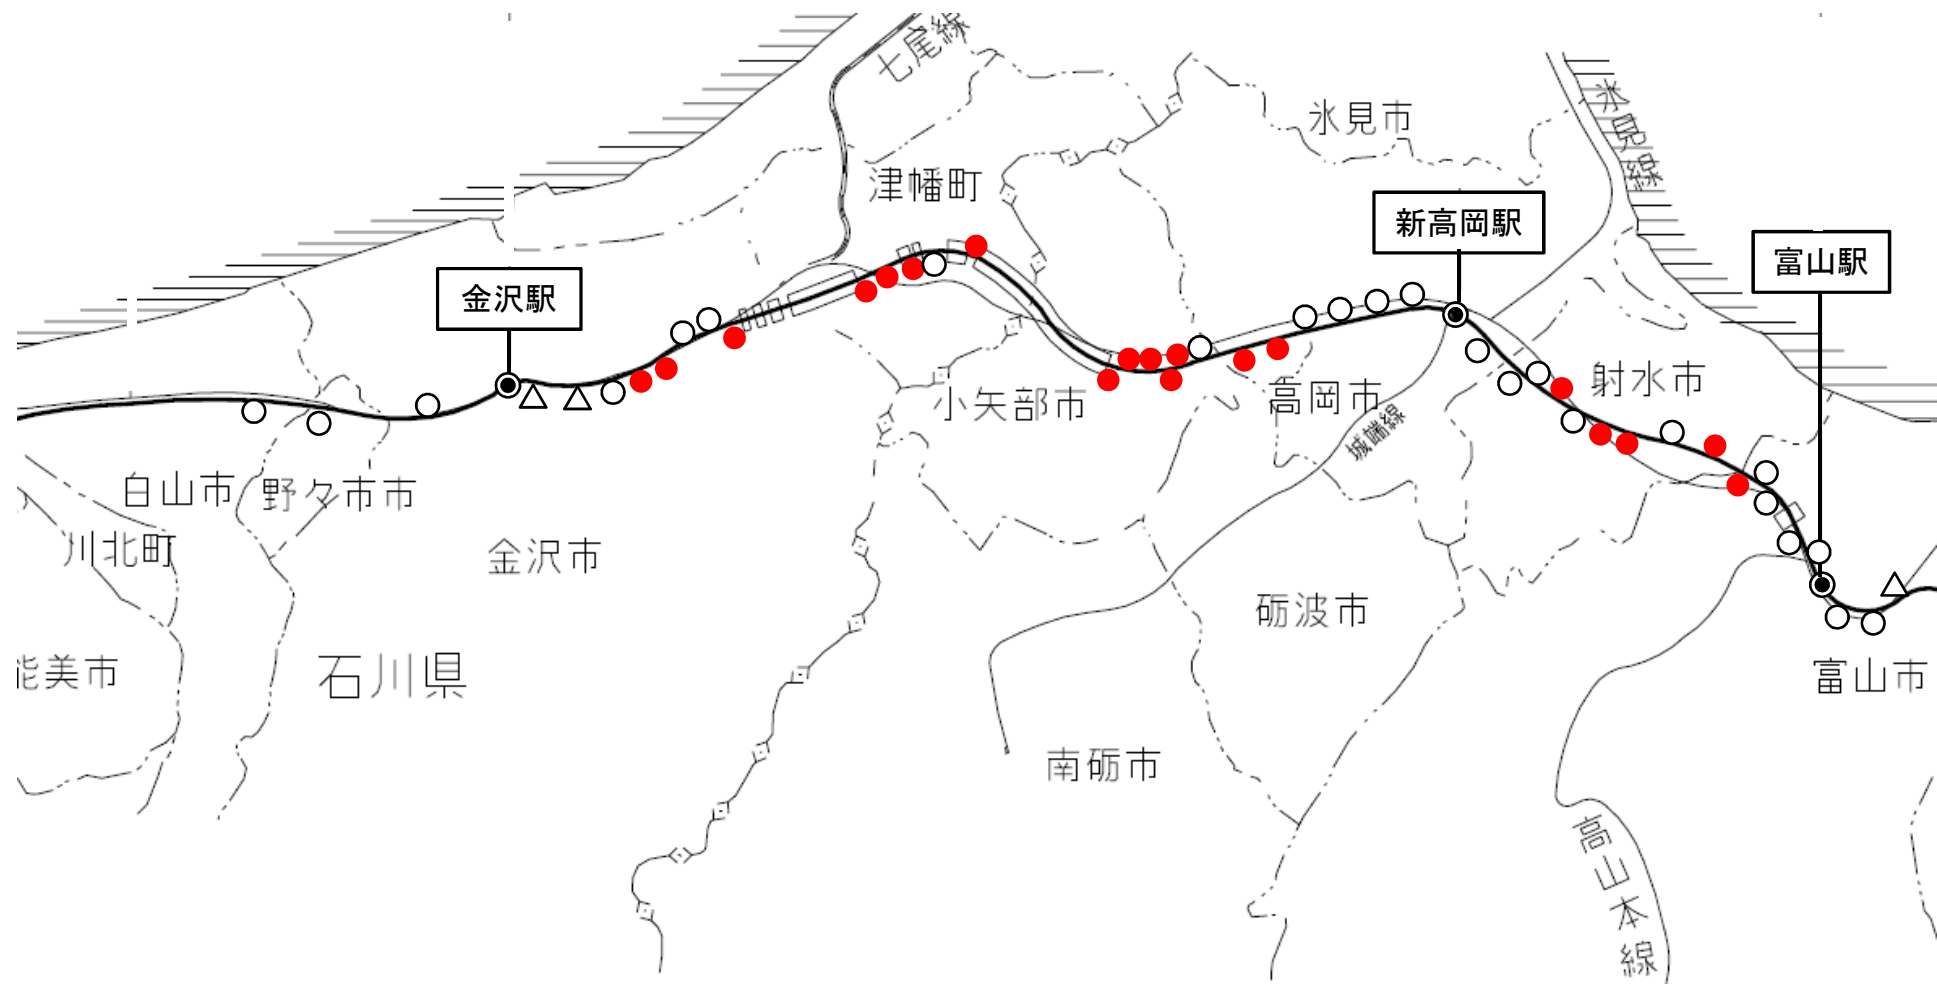 七尾線
氷見線
氷見市
津幡町
新高岡駅
富山駅
金沢駅
小矢部市
高岡市
射水市
城端線
白山市
野々市市
川北町
金沢市
砺波市
能美市
石川県
富山市
南砺市
高山本線